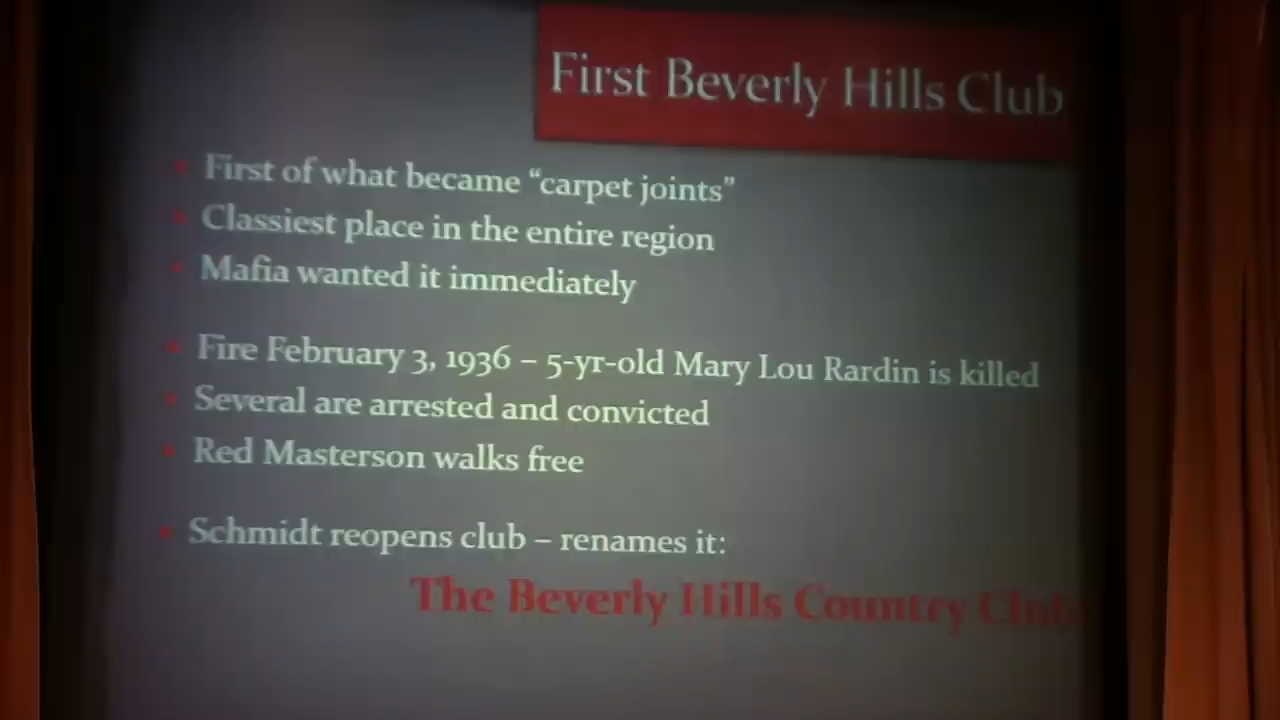 First Beverly Hills Club
First of what became “carpet joints”
Classiest place in the entire region
Mafia wanted it immediately
Fire February 3, 1936 – 5-yr-old Mary Lou Rardin is killed
Several are arrested and convicted
Red Masterson walks free
Schmidt reopens club – renames it:
The Beverly Hills Country Club